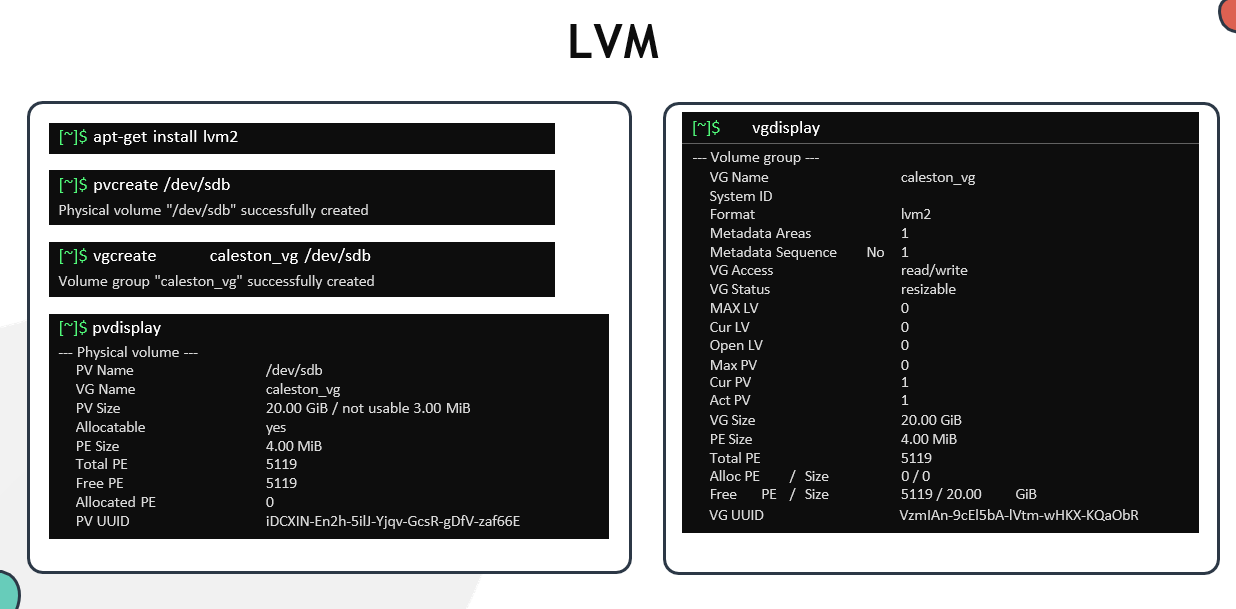 LVM
[~]$ apt-get install lvm2
[~]$ pvcreate /dev/sdb
Physical volume "/dev/sdb" successfully created
[~]$ vgcreate caleston_vg /dev/sdb
Volume group "caleston_vg" successfully created
[~]$ pvdisplay
--- Physical volume ---
PV Name /dev/sdb
VG Name caleston_vg
PV Size 20.00 GiB / not usable 3.00 MiB
Allocatable yes
PE Size 4.00 MiB
Total PE 5119
Free PE 5119
Allocated PE 0
PV UUID iDCXIN-En2h-5ilJ-Yjqv-GcsR-gDfV-zaf66E
[~]$ vgdisplay
--- Volume group ---
VG Name caleston_vg
System ID
Format lvm2
Metadata Areas 1
Metadata Sequence No 1
VG Access read/write
VG Status resizable
MAX LV 0
Cur LV 0
Open LV 0
Max PV 0
Cur PV 1
Act PV 1
VG Size 20.00 GiB
PE Size 4.00 MiB
Total PE 5119
Alloc PE / Size 0 / 0
Free PE / Size 5119 / 20.00 GiB
VG UUID VzmIAn-9cEl5bA-lVtm-wHKX-KQaObR